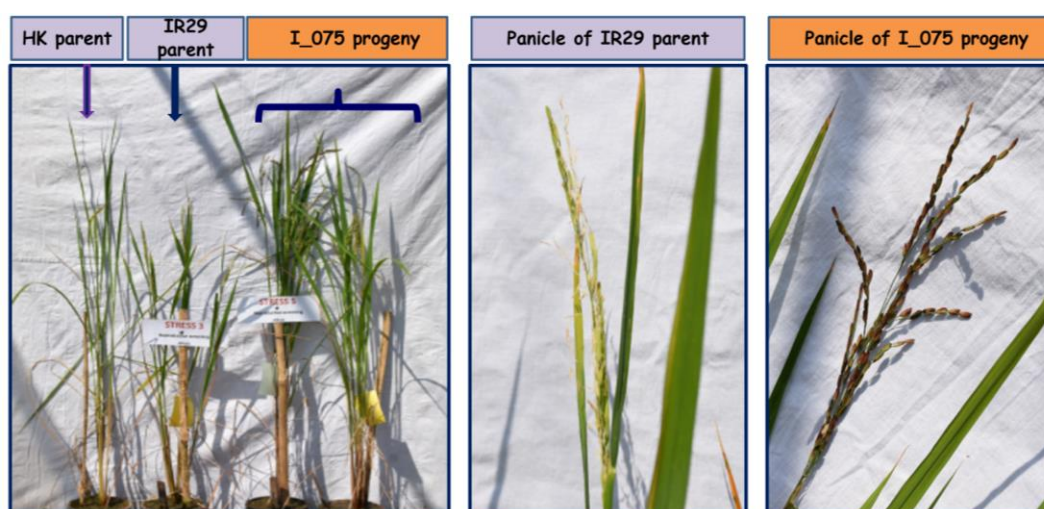 HK parent
IR29
parent
I_075 progeny
Panicle of IR29 parent
Panicle of I_075 progeny
STRESS 3
STRESS 5